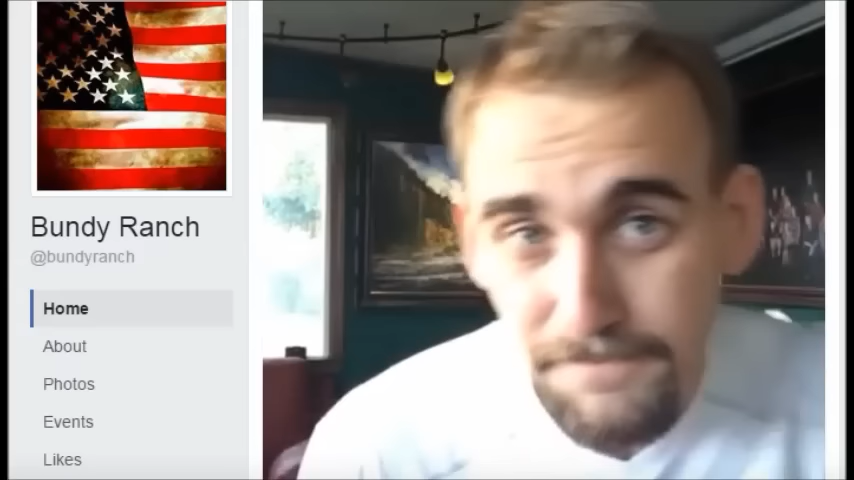 Bundy Ranch
@bundyranch
Home
About
Photos
Events
Likes